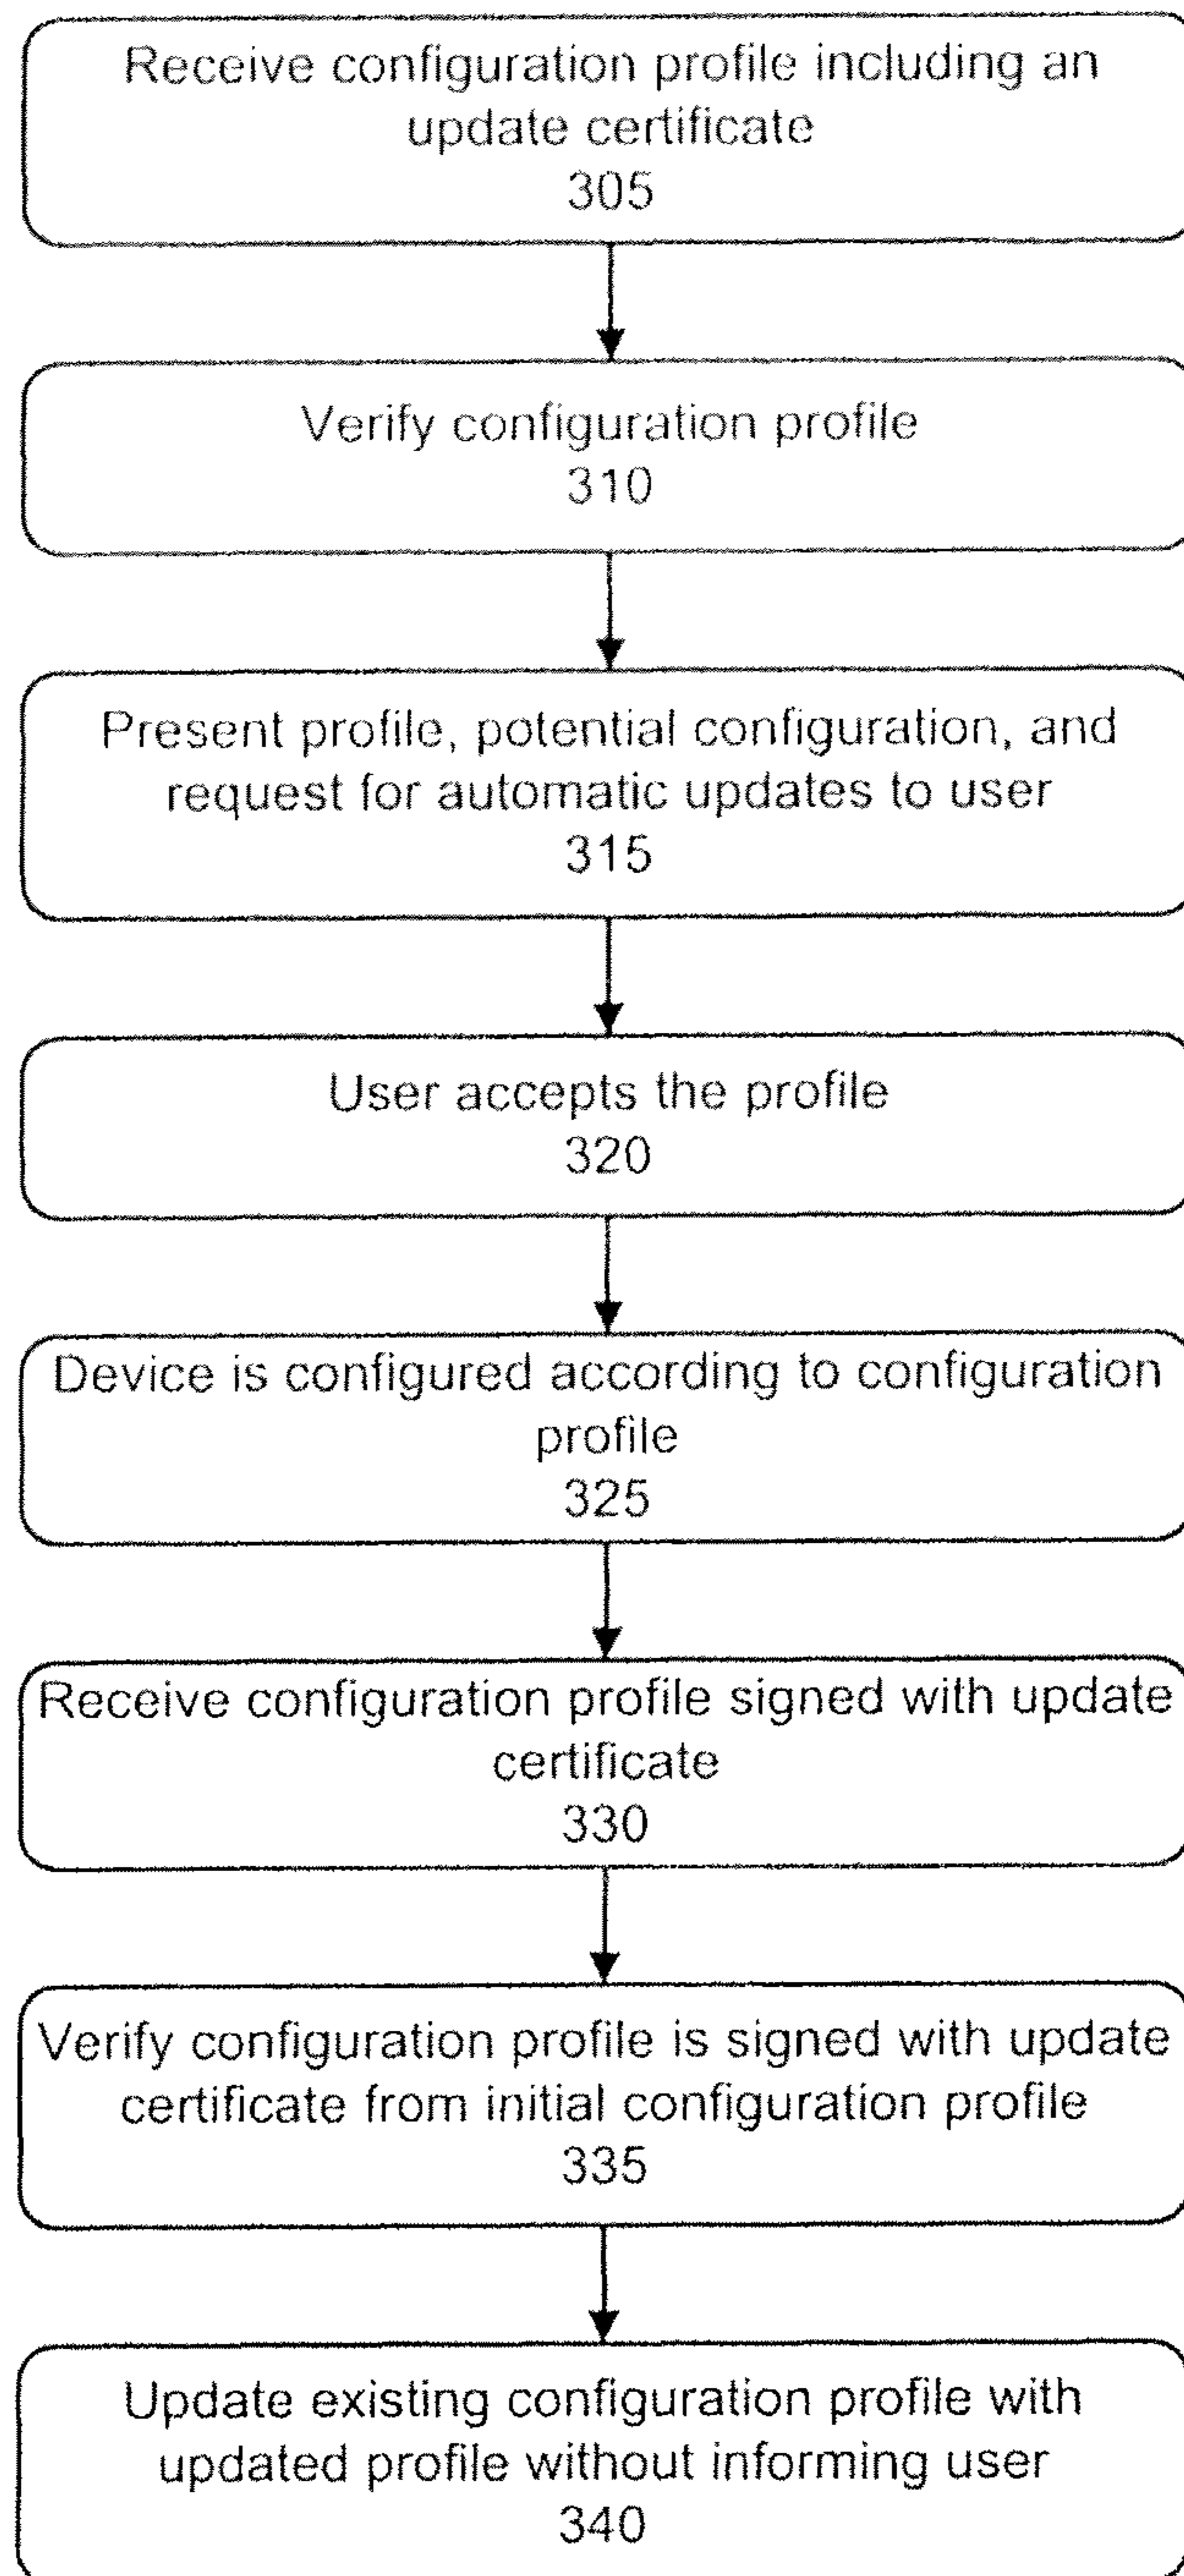 Receive configuration profile including an
update certificate
305
Verify configuration profile
310
Present profile, potential configuration, and
request for automatic updates to user
315
User accepts the profile
320
Device is configured according to configuration
profile
325
Receive configuration profile signed with update
certificate
330
Verify configuration profile is signed with update
certificate from initial configuration profile
335
Update existing configuration profile with
updated profile without informing user
340